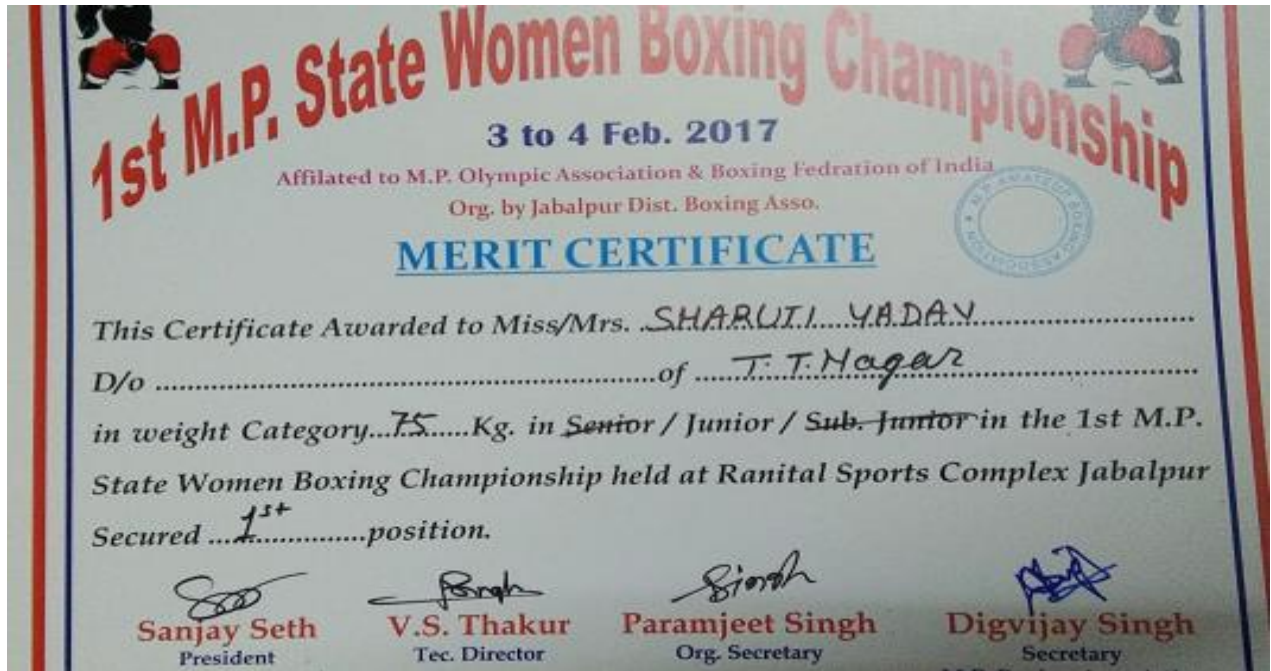 1st M.P. State Women Boxing Championship
3 to 4 Feb. 2017
Affilated to M.P. Olympic Association & Boxing Fedration of India
Org. by Jabalpur Dist. Boxing Asso.
M.P. AMATEUR BOXING ASSOCIATION
MERIT CERTIFICATE
This Certificate Awarded to Miss/Mrs. SHARUTI YADAV
D/o of T.T. Nagar
in weight Category 75 Kg. in Senior / Junior / Sub. Junior in the 1st M.P.
State Women Boxing Championship held at Ranital Sports Complex Jabalpur
Secured 1st position.
Sanjay Seth V.S. Thakur Paramjeet Singh Digvijay Singh
President Tec. Director Org. Secretary Secretary